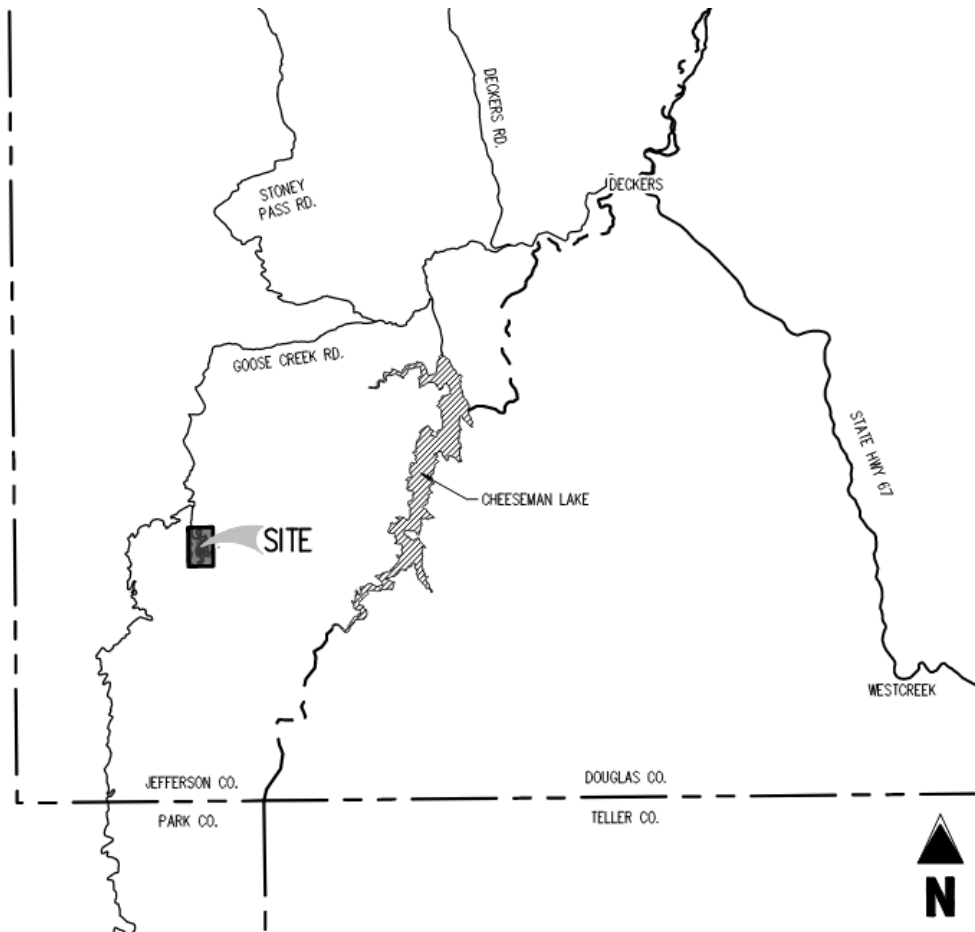 DECKERS RD.
DECKERS
STONEY
PASS RD.
GOOSE CREEK RD.
STATE HWY 67
CHEESEMAN LAKE
SITE
WESTCREEK
JEFFERSON CO.
DOUGLAS CO.
PARK CO.
TELLER CO.
N